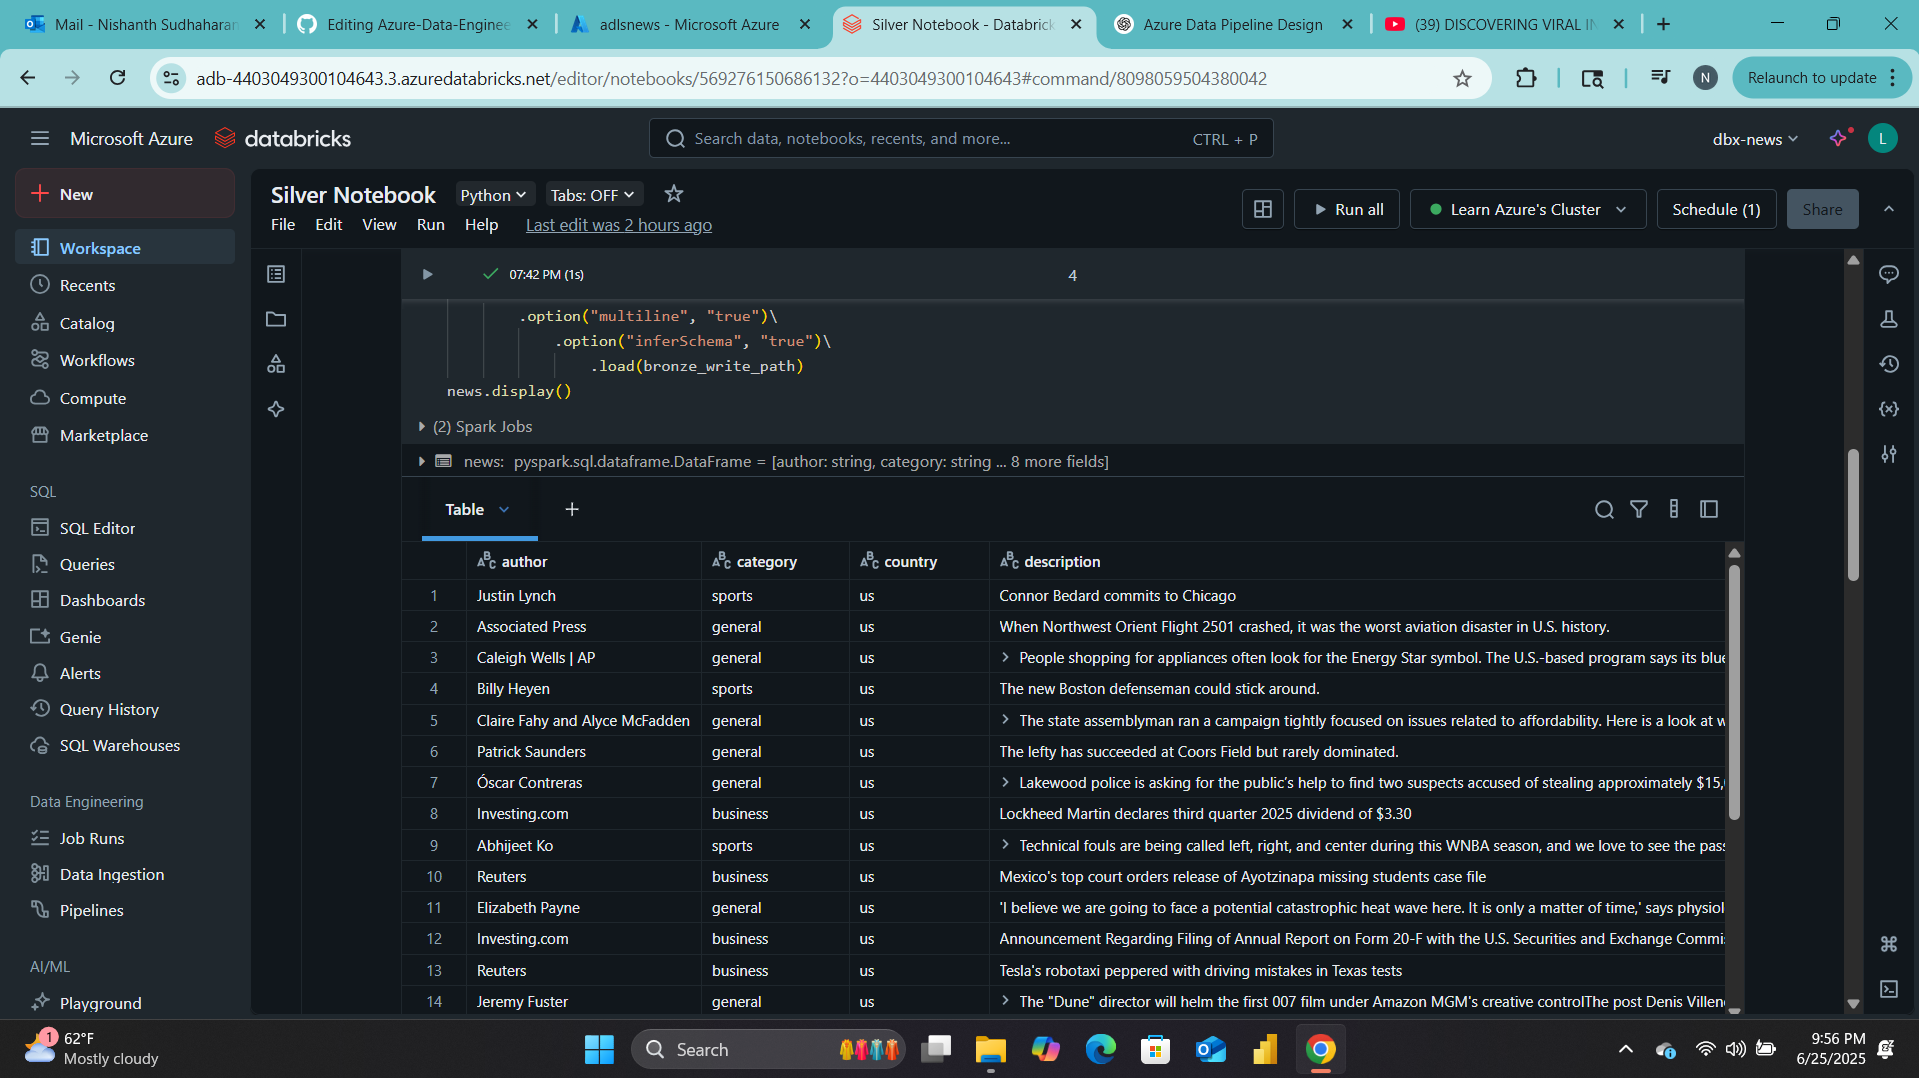 Mail - Nishanth Sudhaharan
Editing Azure-Data-Enginee
adlsnews - Microsoft Azure
Silver Notebook - Databrick
Azure Data Pipeline Design
(39) DISCOVERING VIRAL IN
adb-4403049300104643.3.azuredatabricks.net/editor/notebooks/569276150686132?o=4403049300104643#command/8098059504380042
N
Relaunch to update
Microsoft Azure
databricks
Search data, notebooks, recents, and more...
CTRL + P
dbx-news
L
New
Workspace
Recents
Catalog
Workflows
Compute
Marketplace
SQL
SQL Editor
Queries
Dashboards
Genie
Alerts
Query History
SQL Warehouses
Data Engineering
Job Runs
Data Ingestion
Pipelines
AI/ML
Playground
Silver Notebook
Python
Tabs: OFF
File Edit View Run Help Last edit was 2 hours ago
Run all
Learn Azure's Cluster
Schedule (1)
Share
07:42 PM (1s)
4
.option("multiline", "true")\
.option("inferSchema", "true")\
.load(bronze_write_path)
news.display()
(2) Spark Jobs
news: pyspark.sql.dataframe.DataFrame = [author: string, category: string ... 8 more fields]
Table
author category country description
1 Justin Lynch sports us Connor Bedard commits to Chicago
2 Associated Press general us When Northwest Orient Flight 2501 crashed, it was the worst aviation disaster in U.S. history.
3 Caleigh Wells | AP general us People shopping for appliances often look for the Energy Star symbol. The U.S.-based program says its blue
4 Billy Heyen sports us The new Boston defenseman could stick around.
5 Claire Fahy and Alyce McFadden general us The state assemblyman ran a campaign tightly focused on issues related to affordability. Here is a look at w
6 Patrick Saunders general us The lefty has succeeded at Coors Field but rarely dominated.
7 Óscar Contreras general us Lakewood police is asking for the public's help to find two suspects accused of stealing approximately $15,
8 Investing.com business us Lockheed Martin declares third quarter 2025 dividend of $3.30
9 Abhijeet Ko sports us Technical fouls are being called left, right, and center during this WNBA season, and we love to see the pas
10 Reuters business us Mexico's top court orders release of Ayotzinapa missing students case file
11 Elizabeth Payne general us 'I believe we are going to face a potential catastrophic heat wave here. It is only a matter of time,' says physiol
12 Investing.com business us Announcement Regarding Filing of Annual Report on Form 20-F with the U.S. Securities and Exchange Commi
13 Reuters business us Tesla's robotaxi peppered with driving mistakes in Texas tests
14 Jeremy Fuster general us The "Dune" director will helm the first 007 film under Amazon MGM's creative controlThe post Denis Villen
1
62°F
Mostly cloudy
Search
9:56 PM
6/25/2025